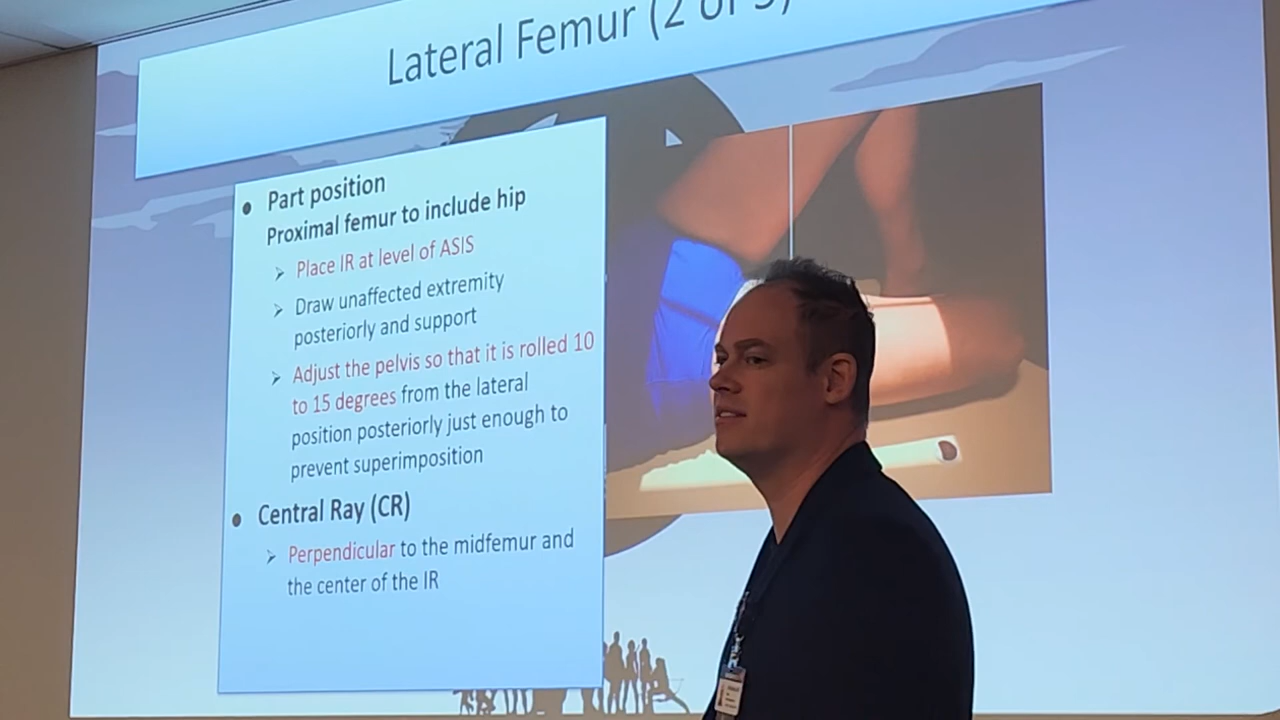 Lateral Femur (2 of 3)
Part position
Proximal femur to include hip
Place IR at level of ASIS
Draw unaffected extremity
posteriorly and support
Adjust the pelvis so that it is rolled 10
to 15 degrees from the lateral
position posteriorly just enough to
prevent superimposition
Central Ray (CR)
Perpendicular to the midfemur and
the center of the IR